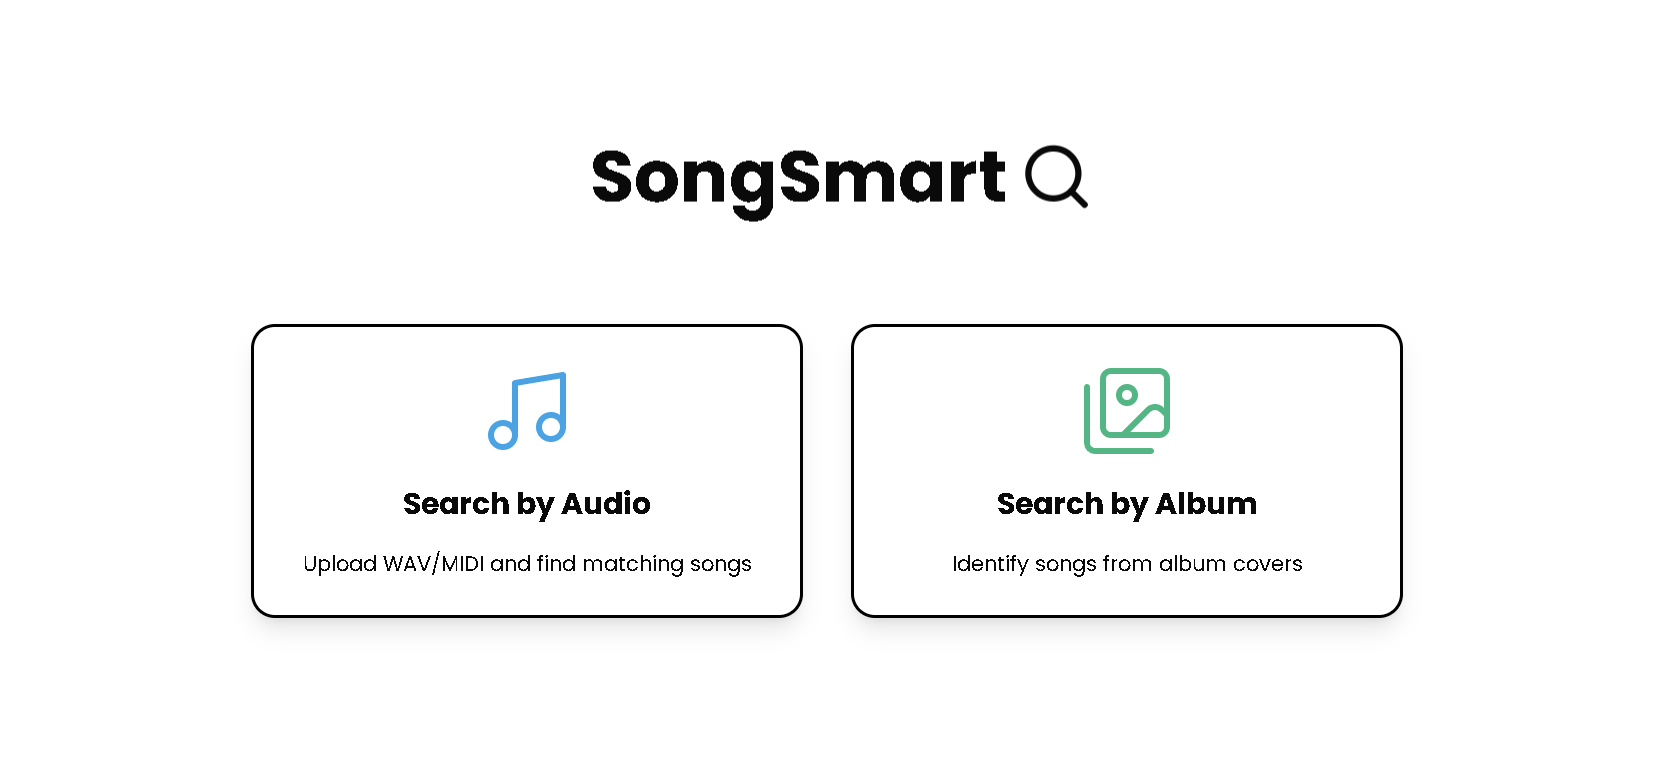 SongSmart
Search by Audio
Upload WAV/MIDI and find matching songs
Search by Album
Identify songs from album covers